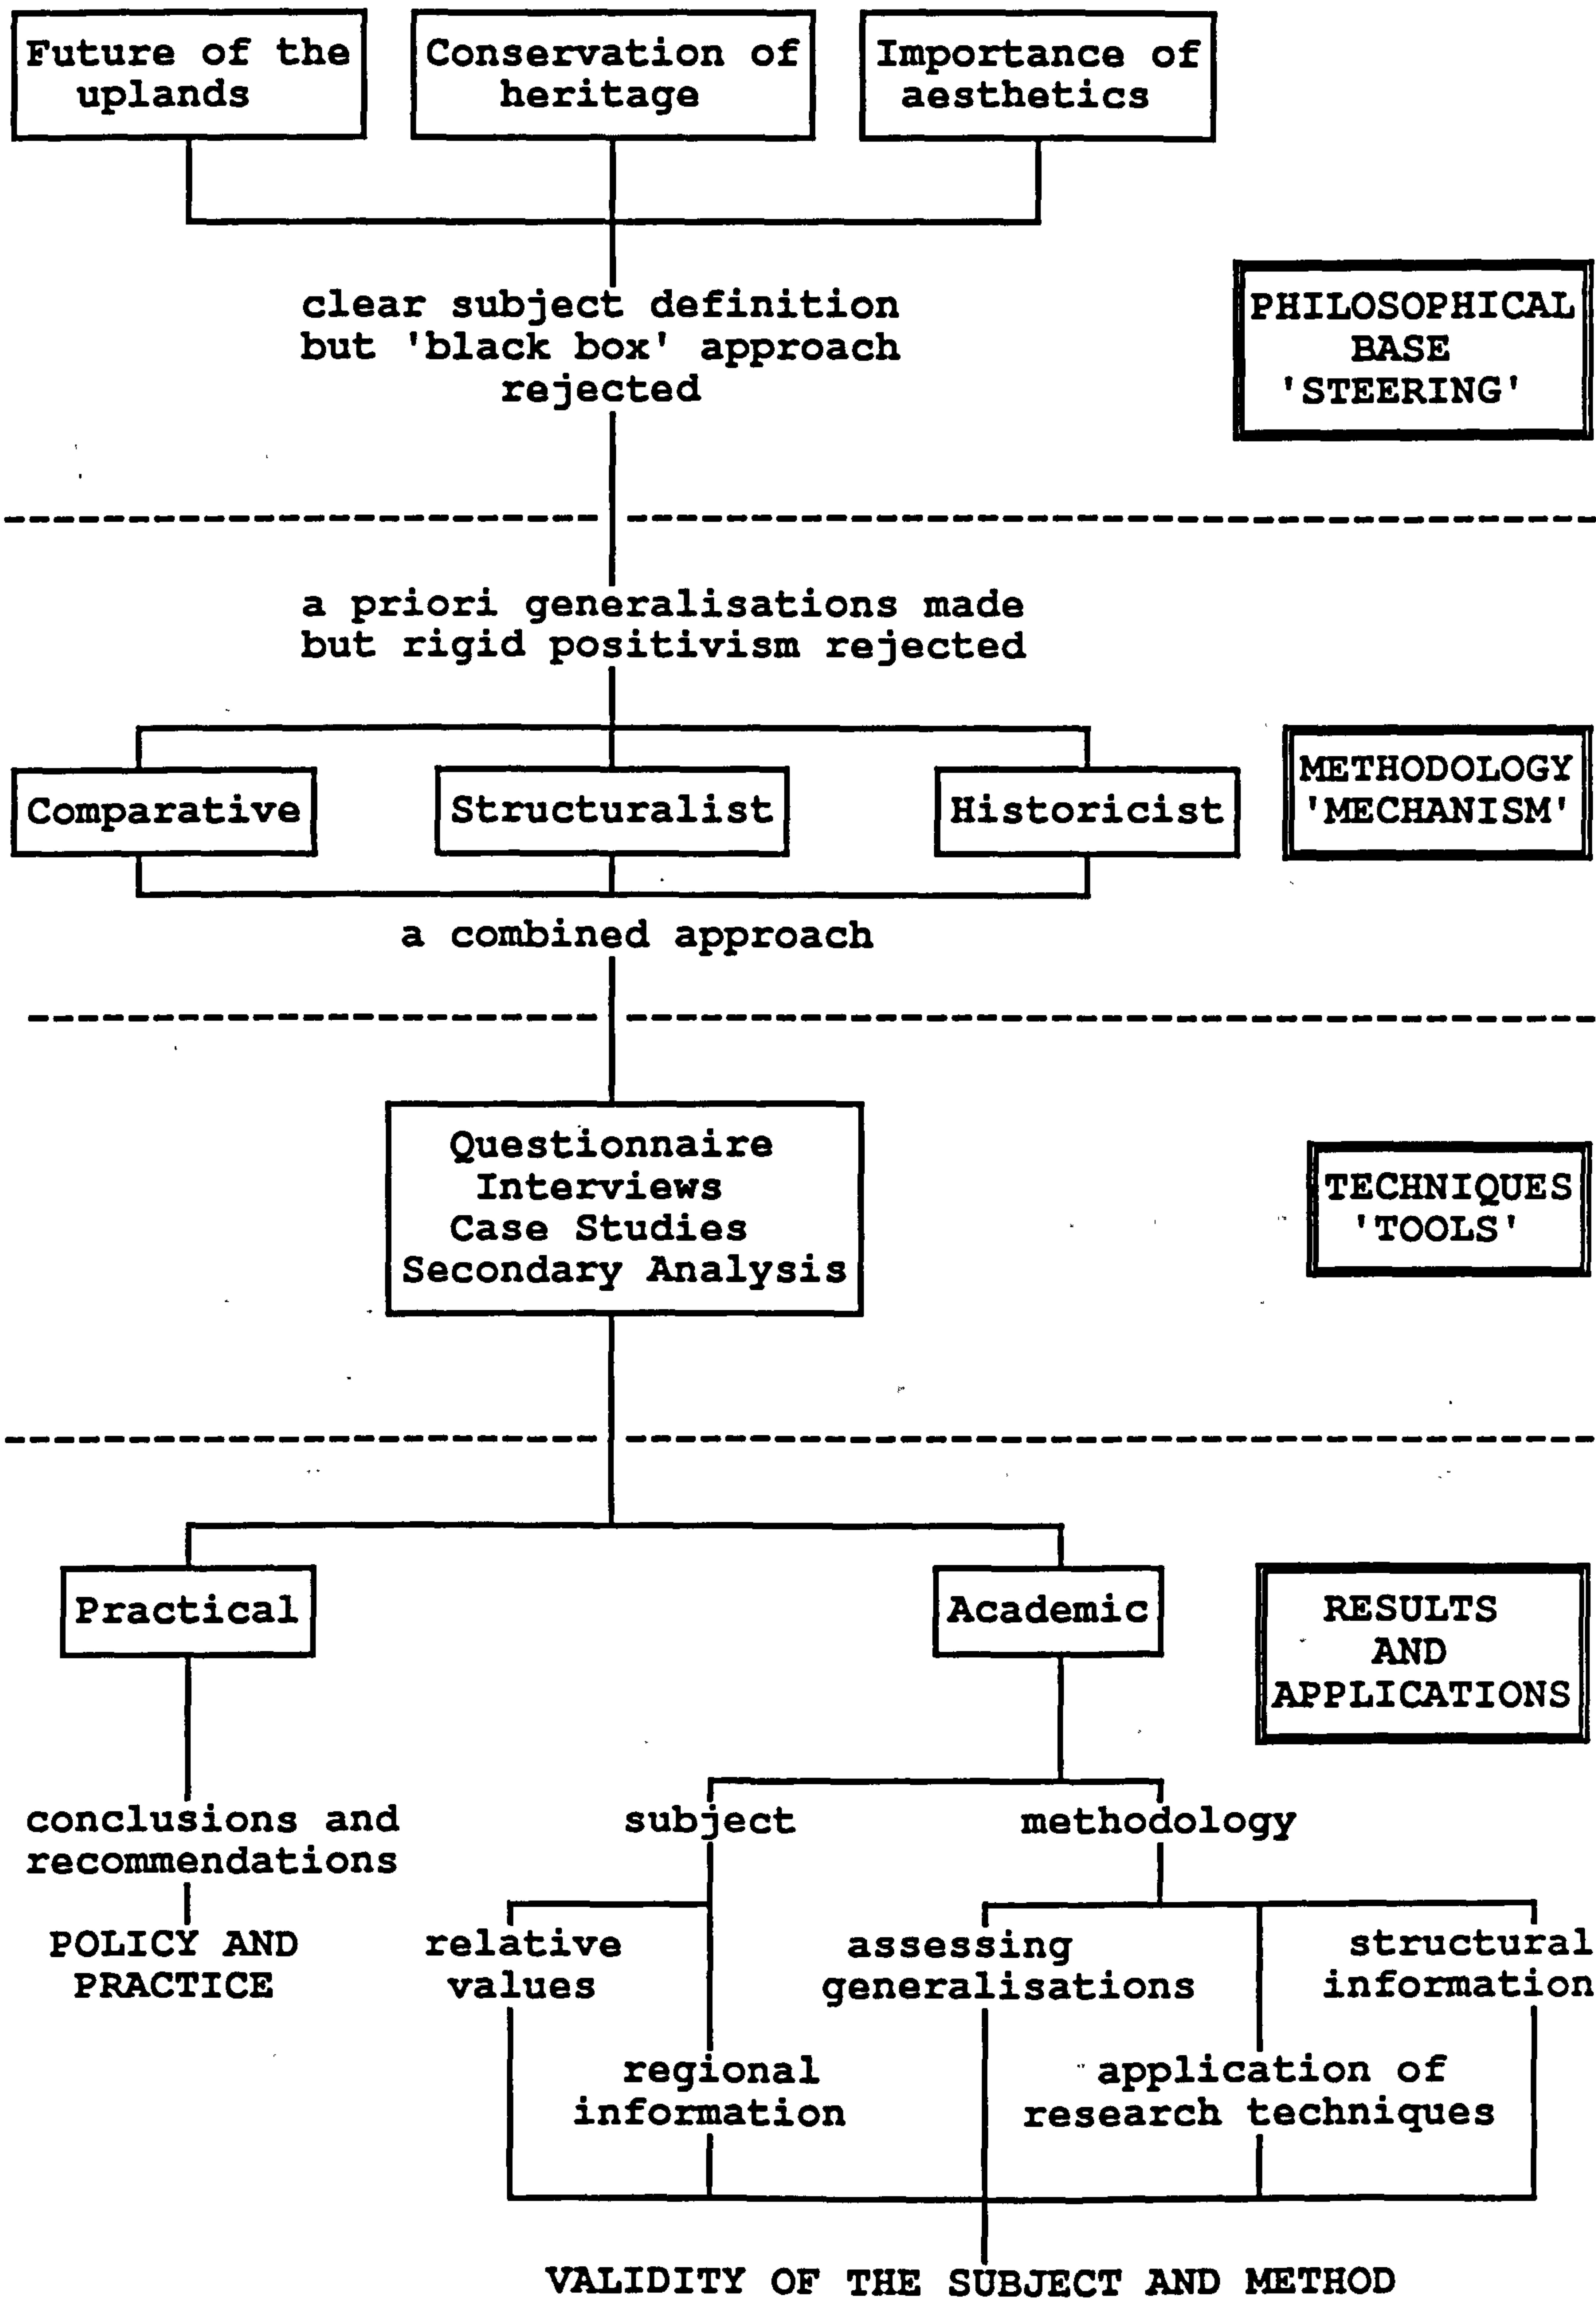 Future of the
uplands
Conservation of
heritage
Importance of
aesthetics
clear subject definition
but 'black box' approach
rejected
PHILOSOPHICAL
BASE
'STEERING'
a priori generalisations made
but rigid positivism rejected
Comparative
Structuralist
Historicist
METHODOLOGY
'MECHANISM'
a combined approach
Questionnaire
Interviews
Case Studies
Secondary Analysis
TECHNIQUES
'TOOLS'
Practical
Academic
RESULTS
AND
APPLICATIONS
conclusions and
recommendations
subject
methodology
POLICY AND
PRACTICE
relative
values
assessing
generalisations
structural
information
regional
information
application of
research techniques
VALIDITY OF THE SUBJECT AND METHOD